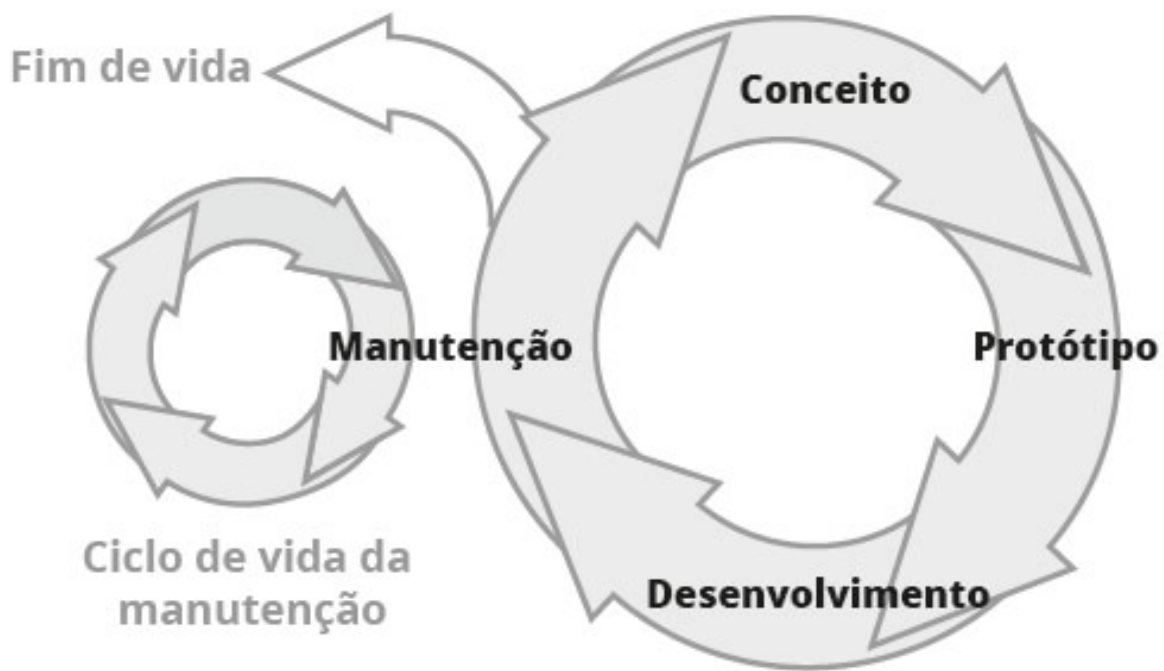 Fim de vida
Conceito
Manutenção
Protótipo
Ciclo de vida da
manutenção
Desenvolvimento